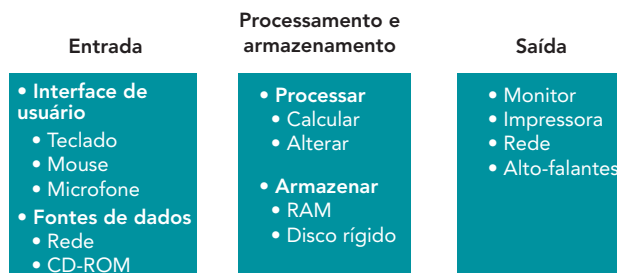 Entrada
• Interface de
usuário
• Teclado
• Mouse
• Microfone
• Fontes de dados
• Rede
• CD-ROM
Processamento e
armazenamento
• Processar
• Calcular
• Alterar
• Armazenar
• RAM
• Disco rígido
Saída
• Monitor
• Impressora
• Rede
• Alto-falantes